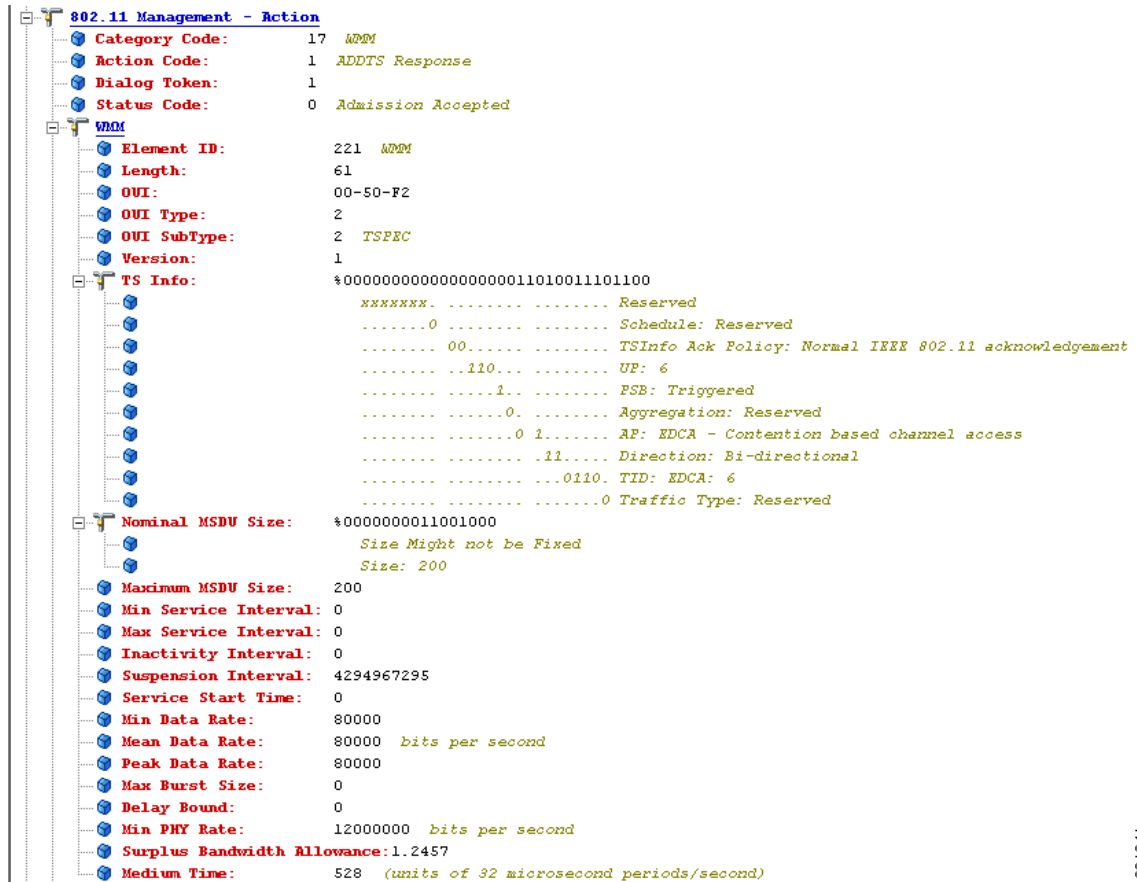 802.11 Management - Action
Category Code: 17 WMM
Action Code: 1 ADDTS Response
Dialog Token: 1
Status Code: 0 Admission Accepted
WMM
Element ID: 221 WMM
Length: 61
OUI: 00-50-F2
OUI Type: 2
OUI SubType: 2 TSPEC
Version: 1
TS Info: %000000000000000000011010011101100
xxxxxxx. ........ ........ Reserved
.......0 ........ ........ Schedule: Reserved
........ 00...... ........ TSInfo Ack Policy: Normal IEEE 802.11 acknowledgement
........ ..110... ........ UP: 6
........ .....1.. ........ PSB: Triggered
........ ......0. ........ Aggregation: Reserved
........ .......0 1....... AP: EDCA - Contention based channel access
........ ........ .11..... Direction: Bi-directional
........ ........ ...0110. TID: EDCA: 6
........ ........ .......0 Traffic Type: Reserved
Nominal MSDU Size: %0000000011001000
Size Might not be Fixed
Size: 200
Maximum MSDU Size: 200
Min Service Interval: 0
Max Service Interval: 0
Inactivity Interval: 0
Suspension Interval: 4294967295
Service Start Time: 0
Min Data Rate: 80000
Mean Data Rate: 80000 bits per second
Peak Data Rate: 80000
Max Burst Size: 0
Delay Bound: 0
Min PHY Rate: 12000000 bits per second
Surplus Bandwidth Allowance:1.2457
Medium Time: 528 (units of 32 microsecond periods/second)